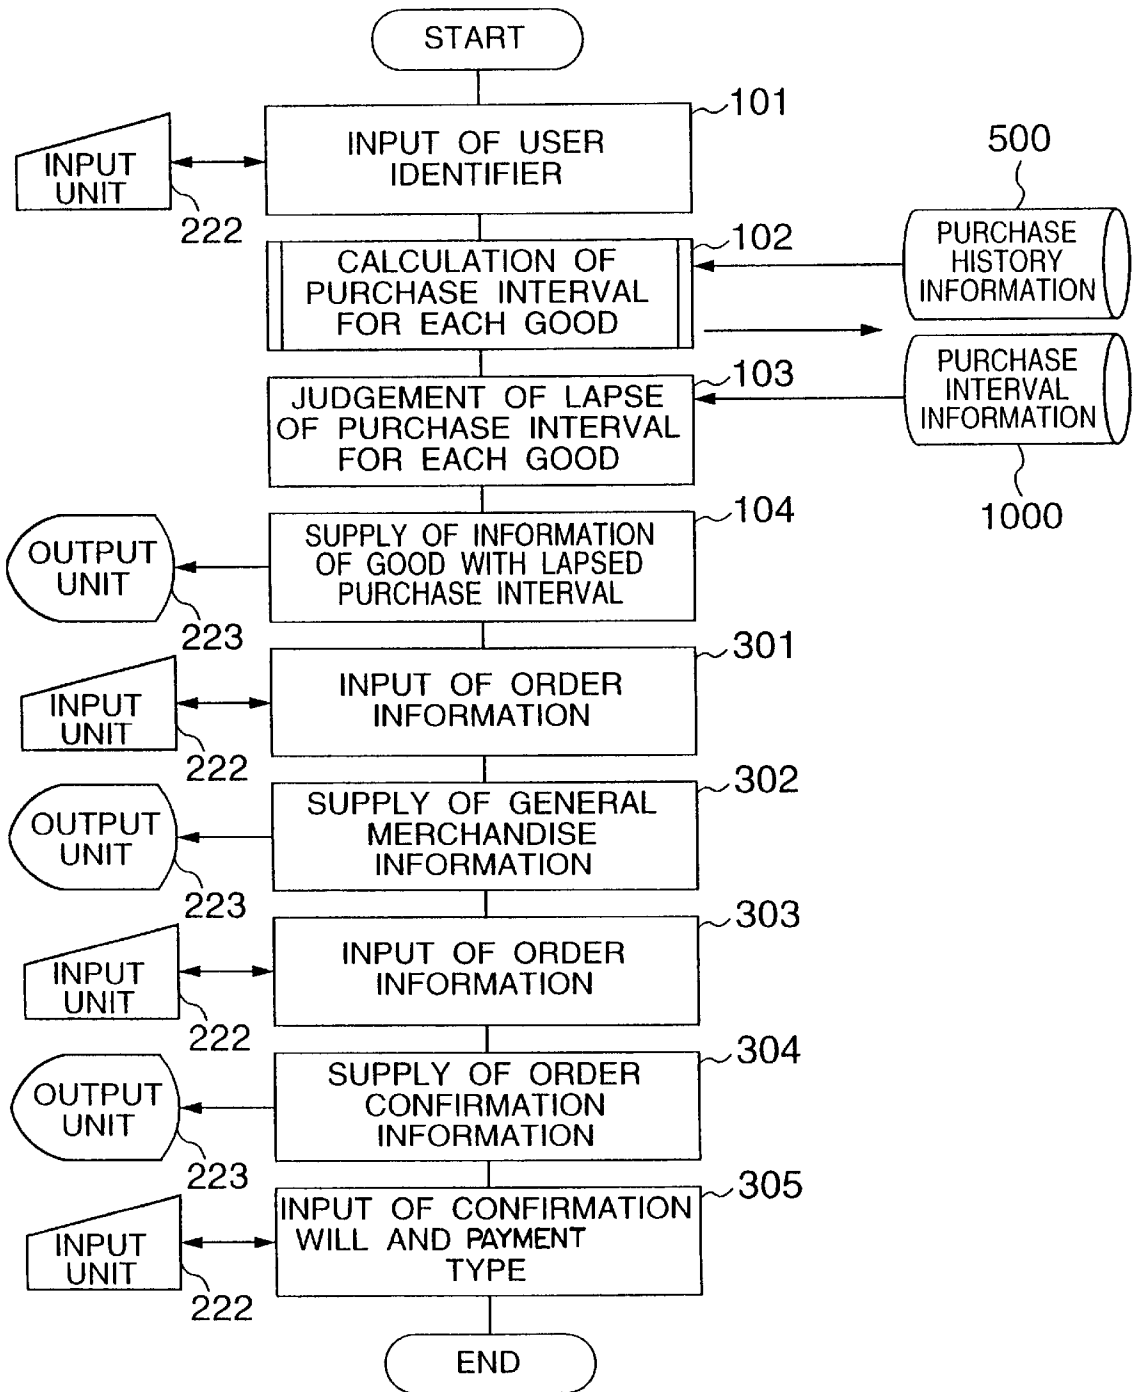 START
101
INPUT OF USER
IDENTIFIER
INPUT
UNIT
222
500
PURCHASE
HISTORY
INFORMATION
102
CALCULATION OF
PURCHASE INTERVAL
FOR EACH GOOD
PURCHASE
INTERVAL
INFORMATION
1000
103
JUDGEMENT OF LAPSE
OF PURCHASE INTERVAL
FOR EACH GOOD
104
SUPPLY OF INFORMATION
OF GOOD WITH LAPSED
PURCHASE INTERVAL
OUTPUT
UNIT
223
301
INPUT OF ORDER
INFORMATION
INPUT
UNIT
222
302
SUPPLY OF GENERAL
MERCHANDISE
INFORMATION
OUTPUT
UNIT
223
303
INPUT OF ORDER
INFORMATION
INPUT
UNIT
222
304
SUPPLY OF ORDER
CONFIRMATION
INFORMATION
OUTPUT
UNIT
223
305
INPUT OF CONFIRMATION
WILL AND PAYMENT
TYPE
INPUT
UNIT
222
END